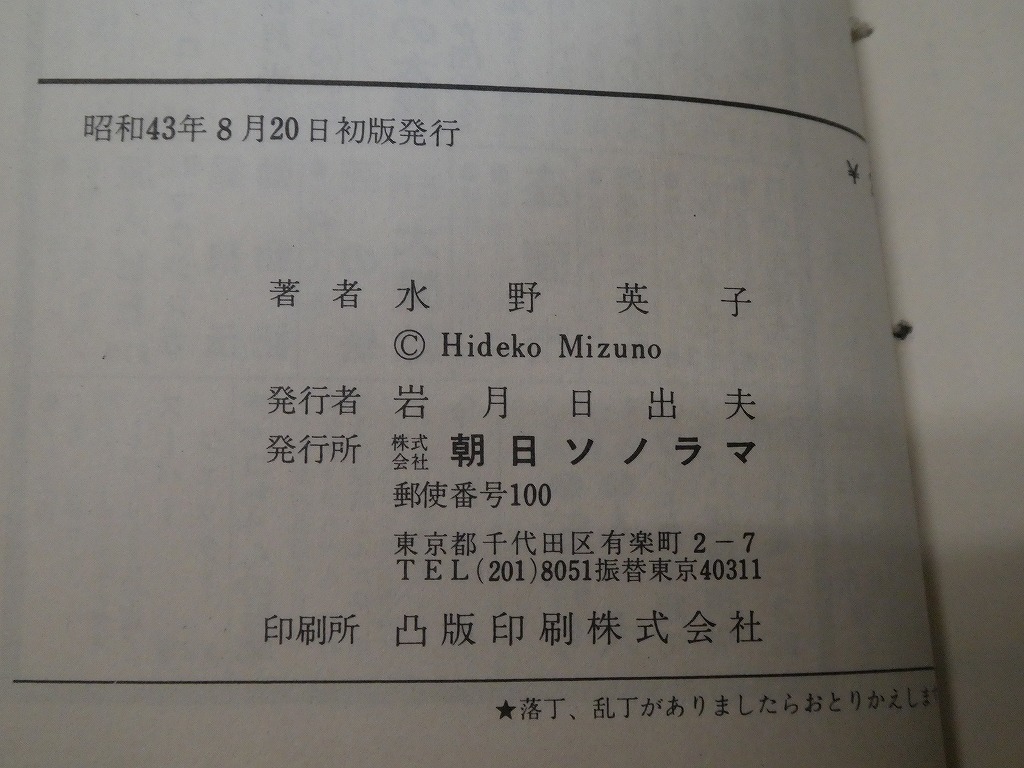 昭和43年8月20日初版発行
¥
著者 水野英子
© Hideko Mizuno
発行者 岩月日出夫
発行所 株式会社 朝日ソノラマ
郵便番号100
東京都千代田区有楽町2-7
TEL(201)8051振替東京40311
印刷所 凸版印刷株式会社
★落丁、乱丁がありましたらおとりかえしま